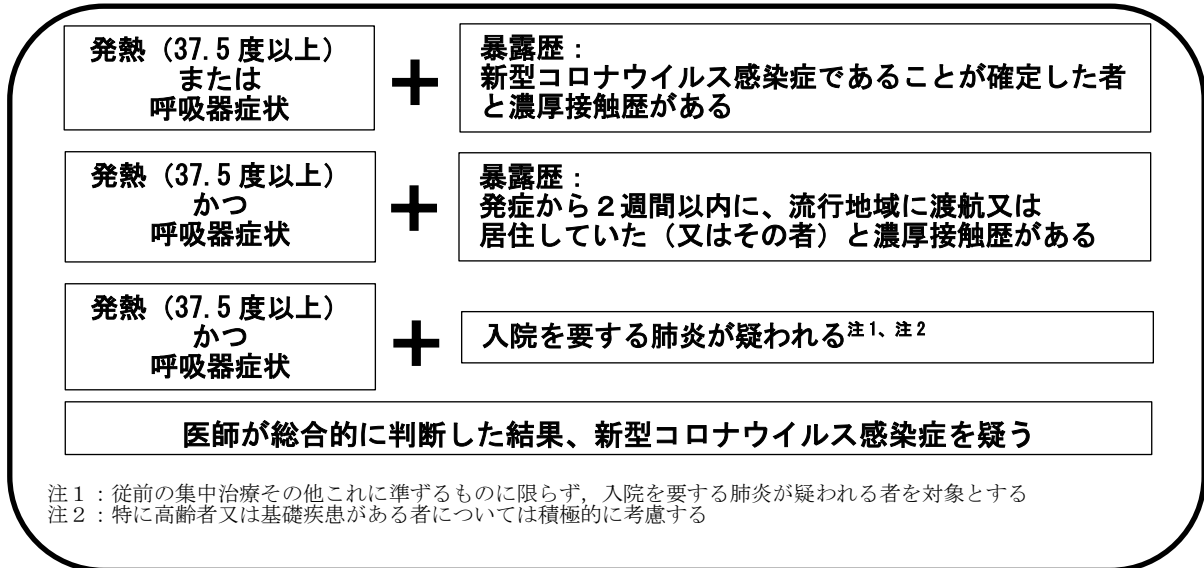 発熱（37.5度以上）
または
呼吸器症状
+
暴露歴：
新型コロナウイルス感染症であることが確定した者
と濃厚接触歴がある
発熱（37.5度以上）
かつ
呼吸器症状
+
暴露歴：
発症から２週間以内に、流行地域に渡航又は
居住していた（又はその者）と濃厚接触歴がある
発熱（37.5度以上）
かつ
呼吸器症状
+
入院を要する肺炎が疑われる注1、注2
医師が総合的に判断した結果、新型コロナウイルス感染症を疑う
注１：従前の集中治療その他これに準ずるものに限らず，入院を要する肺炎が疑われる者を対象とする
注２：特に高齢者又は基礎疾患がある者については積極的に考慮する